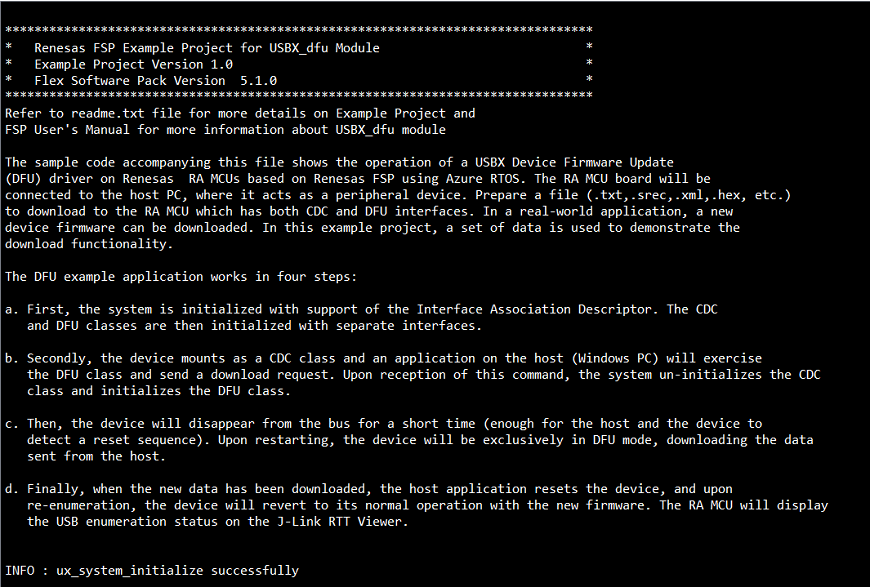 ********************************************************************************
*   Renesas FSP Example Project for USBX_dfu Module                            *
*   Example Project Version 1.0                                                *
*   Flex Software Pack Version  5.1.0                                          *
********************************************************************************
Refer to readme.txt file for more details on Example Project and
FSP User's Manual for more information about USBX_dfu module
The sample code accompanying this file shows the operation of a USBX Device Firmware Update
(DFU) driver on Renesas  RA MCUs based on Renesas FSP using Azure RTOS. The RA MCU board will be
connected to the host PC, where it acts as a peripheral device. Prepare a file (.txt,.srec,.xml,.hex, etc.)
to download to the RA MCU which has both CDC and DFU interfaces. In a real-world application, a new
device firmware can be downloaded. In this example project, a set of data is used to demonstrate the
download functionality.
The DFU example application works in four steps:
a. First, the system is initialized with support of the Interface Association Descriptor. The CDC
   and DFU classes are then initialized with separate interfaces.
b. Secondly, the device mounts as a CDC class and an application on the host (Windows PC) will exercise
   the DFU class and send a download request. Upon reception of this command, the system un-initializes the CDC
   class and initializes the DFU class.
c. Then, the device will disappear from the bus for a short time (enough for the host and the device to
   detect a reset sequence). Upon restarting, the device will be exclusively in DFU mode, downloading the data
   sent from the host.
d. Finally, when the new data has been downloaded, the host application resets the device, and upon
   re-enumeration, the device will revert to its normal operation with the new firmware. The RA MCU will display
   the USB enumeration status on the J-Link RTT Viewer.
INFO : ux_system_initialize successfully